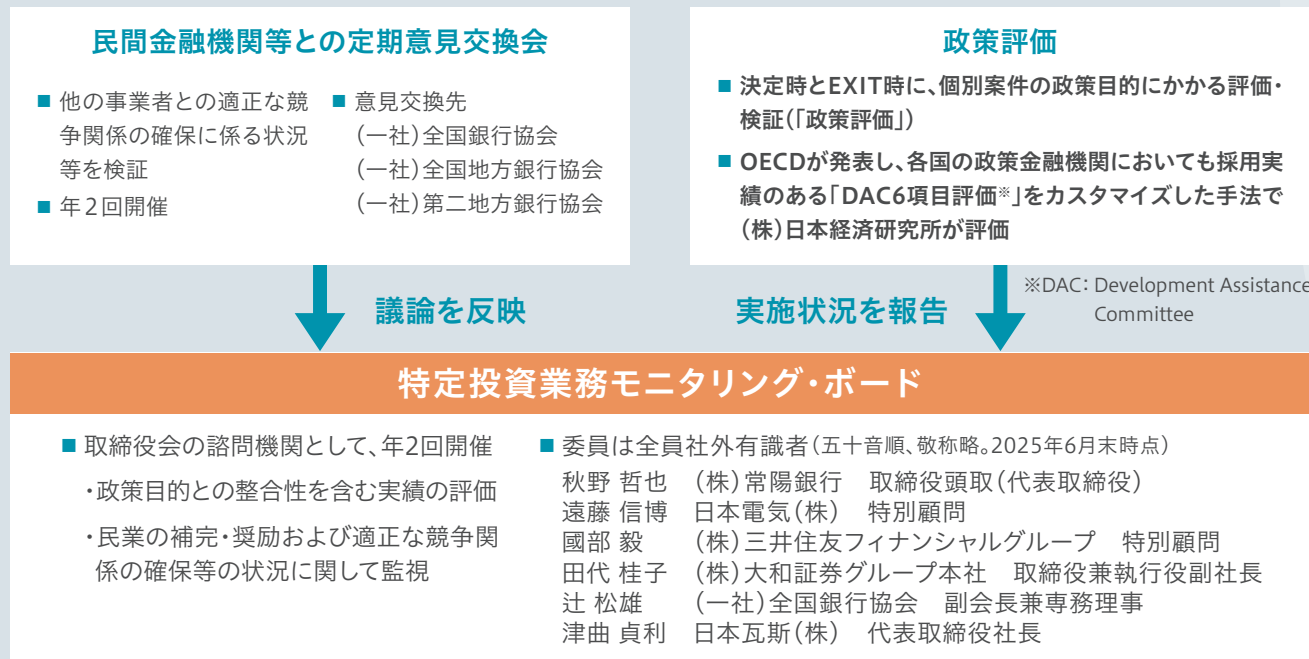 民間金融機関等との定期意見交換会
■ 他の事業者との適正な競
争関係の確保に係る状況
等を検証
■ 年2回開催
■ 意見交換先
(一社)全国銀行協会
(一社)全国地方銀行協会
(一社)第二地方銀行協会
政策評価
■ 決定時とEXIT時に、個別案件の政策目的にかかる評価・
検証(「政策評価」)
■ OECDが発表し、各国の政策金融機関においても採用実
績のある「DAC6項目評価※」をカスタマイズした手法で
(株)日本経済研究所が評価
※DAC: Development Assistance
Committee
議論を反映
実施状況を報告
特定投資業務モニタリング・ボード
■ 取締役会の諮問機関として、年2回開催
・政策目的との整合性を含む実績の評価
・民業の補完・奨励および適正な競争関
係の確保等の状況に関して監視
■ 委員は全員社外有識者(五十音順、敬称略。2025年6月末時点)
秋野 哲也 (株)常陽銀行 取締役頭取(代表取締役)
遠藤 信博 日本電気(株) 特別顧問
國部 毅 (株)三井住友フィナンシャルグループ 特別顧問
田代 桂子 (株)大和証券グループ本社 取締役兼執行役副社長
辻 松雄 (一社)全国銀行協会 副会長兼専務理事
津曲 貞利 日本瓦斯(株) 代表取締役社長